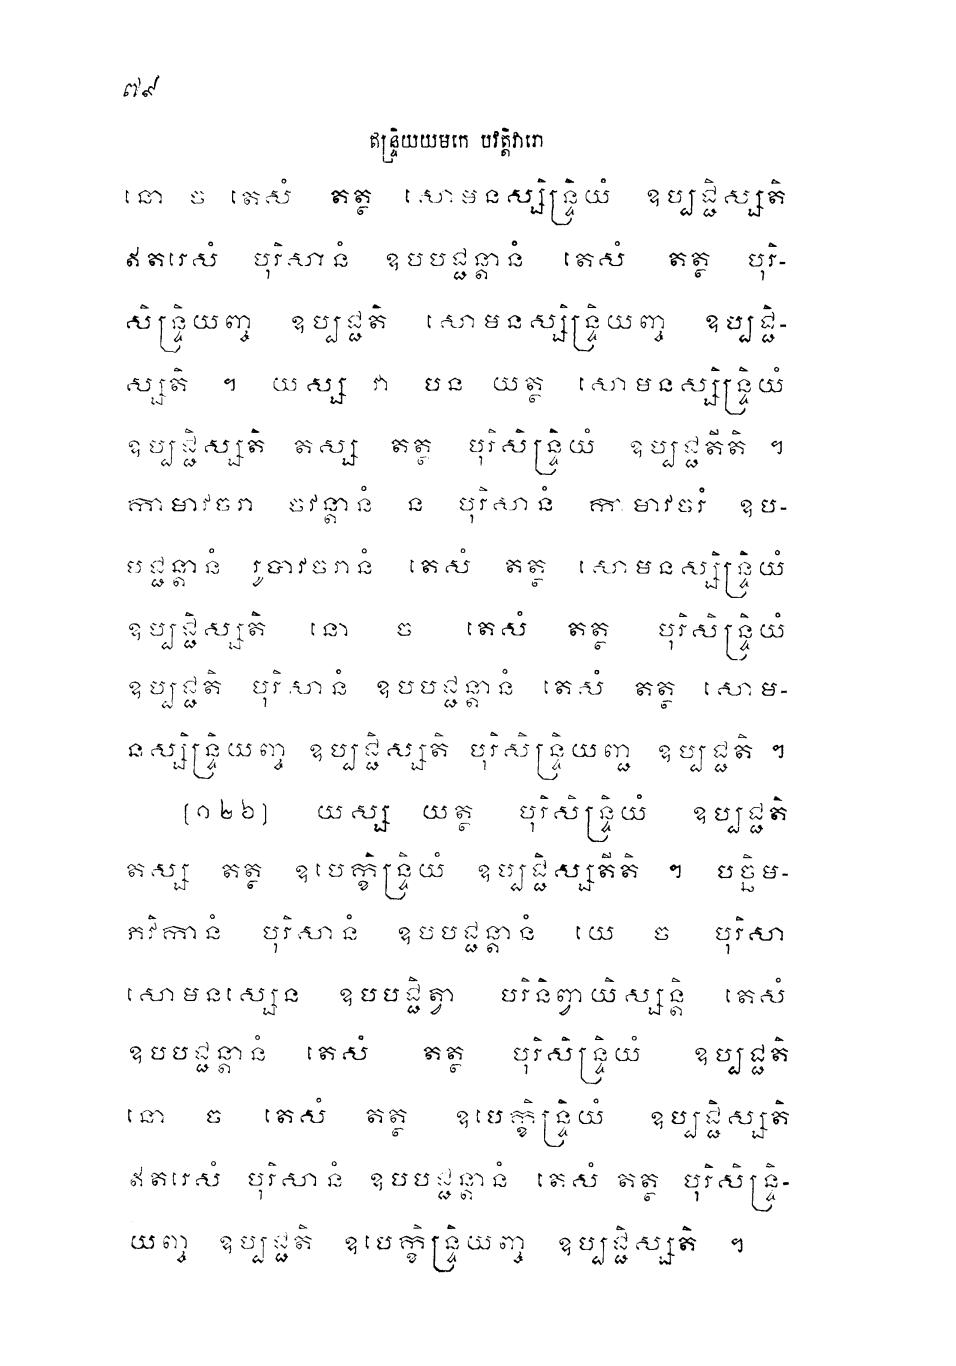 ៧៩
ឥន្ទ្រិយយមកេ បវត្តិវារោ
នោ ច តេសំ តត្ថ សោមនស្សិន្ទ្រិយំ ឧប្បជ្ជិស្សតិ
ឥតរេសំ បុរិសានំ ឧបបជ្ជន្តានំ តេសំ តត្ថ បុរិ-
សិន្ទ្រិយញ្ច ឧប្បជ្ជតិ សោមនស្សិន្ទ្រិយញ្ច ឧប្បជ្ជិ-
ស្សតិ ។ យស្ស វា បន យត្ថ សោមនស្សិន្ទ្រិយំ
ឧប្បជ្ជិស្សតិ តស្ស តត្ថ បុរិសិន្ទ្រិយំ ឧប្បជ្ជតីតិ ។
កាមាវចរា ចវន្តានំ ន បុរិសានំ កាមាវចរំ ឧប-
បជ្ជន្តានំ រូបាវចរានំ តេសំ តត្ថ សោមនស្សិន្ទ្រិយំ
ឧប្បជ្ជិស្សតិ នោ ច តេសំ តត្ថ បុរិសិន្ទ្រិយំ
ឧប្បជ្ជតិ បុរិសានំ ឧបបជ្ជន្តានំ តេសំ តត្ថ សោម-
នស្សិន្ទ្រិយញ្ច ឧប្បជ្ជិស្សតិ បុរិសិន្ទ្រិយញ្ច ឧប្បជ្ជតិ ។
[១២៦] យស្ស យត្ថ បុរិសិន្ទ្រិយំ ឧប្បជ្ជតិ
តស្ស តត្ថ ឧបេក្ខិន្ទ្រិយំ ឧប្បជ្ជិស្សតីតិ ។ បច្ឆិម-
ភវិកានំ បុរិសានំ ឧបបជ្ជន្តានំ យេ ច បុរិសា
សោមនស្សេន ឧបបជ្ជិត្វា បរិនិព្វាយិស្សន្តិ តេសំ
ឧបបជ្ជន្តានំ តេសំ តត្ថ បុរិសិន្ទ្រិយំ ឧប្បជ្ជតិ
នោ ច តេសំ តត្ថ ឧបេក្ខិន្ទ្រិយំ ឧប្បជ្ជិស្សតិ
ឥតរេសំ បុរិសានំ ឧបបជ្ជន្តានំ តេសំ តត្ថ បុរិសិន្ទ្រិ-
យញ្ច ឧប្បជ្ជតិ ឧបេក្ខិន្ទ្រិយញ្ច ឧប្បជ្ជិស្សតិ ។